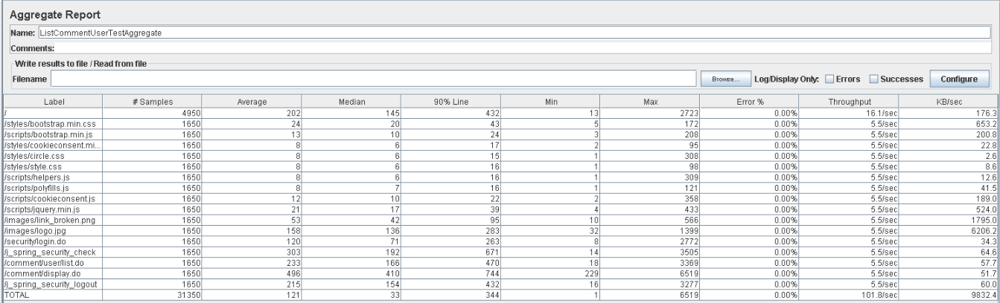 Aggregate Report
Name: ListCommentUserTestAggregate
Comments:
Write results to file / Read from file
Filename Browse... Log/Display Only: Errors Successes Configure
Label # Samples Average Median 90% Line Min Max Error % Throughput KB/sec
/ 4950 202 145 432 13 2723 0.00% 16.1/sec 176.3
/styles/bootstrap.min.css 1650 24 20 43 5 172 0.00% 5.5/sec 653.2
/scripts/bootstrap.min.js 1650 13 10 24 3 208 0.00% 5.5/sec 200.8
/styles/cookieconsent.mi... 1650 8 6 17 2 95 0.00% 5.5/sec 22.8
/styles/circle.css 1650 8 6 15 1 308 0.00% 5.5/sec 2.6
/styles/style.css 1650 8 6 16 1 98 0.00% 5.5/sec 8.6
/scripts/helpers.js 1650 8 6 16 1 309 0.00% 5.5/sec 12.6
/scripts/polyfills.js 1650 8 7 16 1 121 0.00% 5.5/sec 41.5
/scripts/cookieconsent.js 1650 12 10 22 2 358 0.00% 5.5/sec 189.0
/scripts/jquery.min.js 1650 21 17 39 4 433 0.00% 5.5/sec 524.0
/images/link_broken.png 1650 53 42 95 10 566 0.00% 5.5/sec 1795.0
/images/logo.jpg 1650 158 136 283 32 1399 0.00% 5.5/sec 6206.2
/security/login.do 1650 120 71 263 8 2772 0.00% 5.5/sec 34.3
/j_spring_security_check 1650 303 192 671 14 3505 0.00% 5.5/sec 64.6
/comment/user/list.do 1650 233 166 470 18 3369 0.00% 5.5/sec 57.7
/comment/display.do 1650 496 410 744 229 6519 0.00% 5.5/sec 51.7
/j_spring_security_logout 1650 215 154 432 16 3277 0.00% 5.5/sec 60.0
TOTAL 31350 121 33 344 1 6519 0.00% 101.8/sec 9832.4